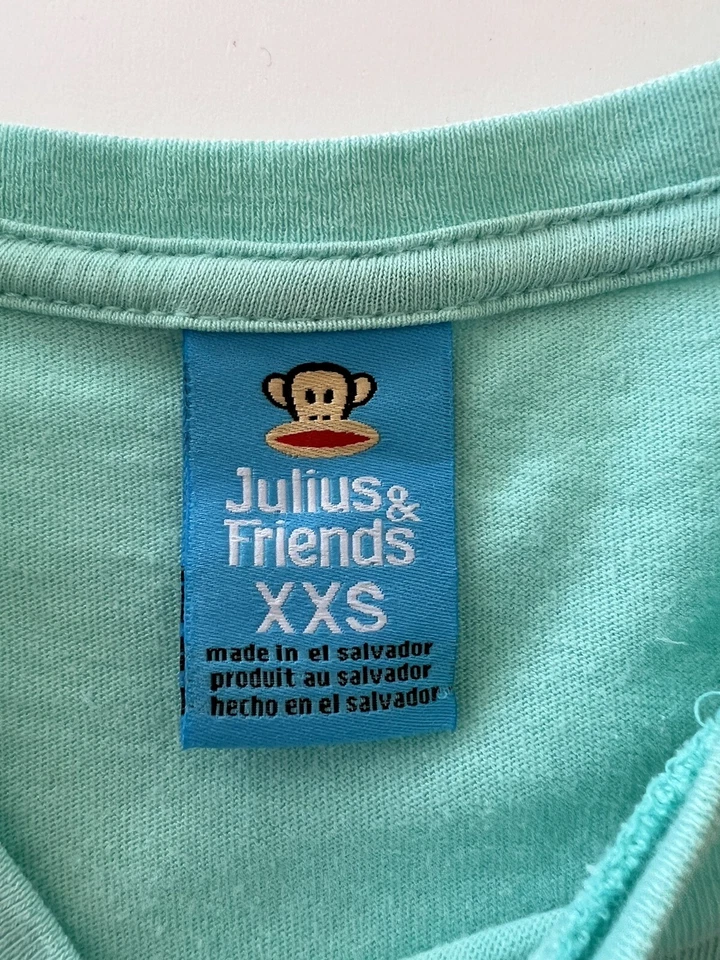 Julius &
Friends
XXS
made in el salvador
produit au salvador
hecho en el salvador